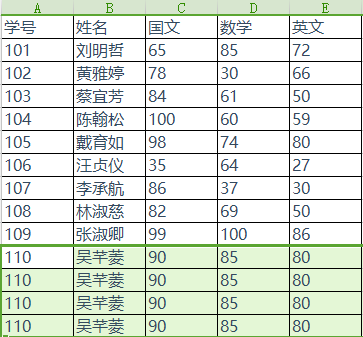 A B C D E
学号 姓名 国文 数学 英文
101 刘明哲 65 85 72
102 黄雅婷 78 30 66
103 蔡宜芳 84 61 50
104 陈翰松 100 60 59
105 戴育如 98 74 80
106 汪贞仪 35 64 27
107 李承航 86 37 30
108 林淑慈 82 69 50
109 张淑卿 99 100 86
110 吴芊菱 90 85 80
110 吴芊菱 90 85 80
110 吴芊菱 90 85 80
110 吴芊菱 90 85 80